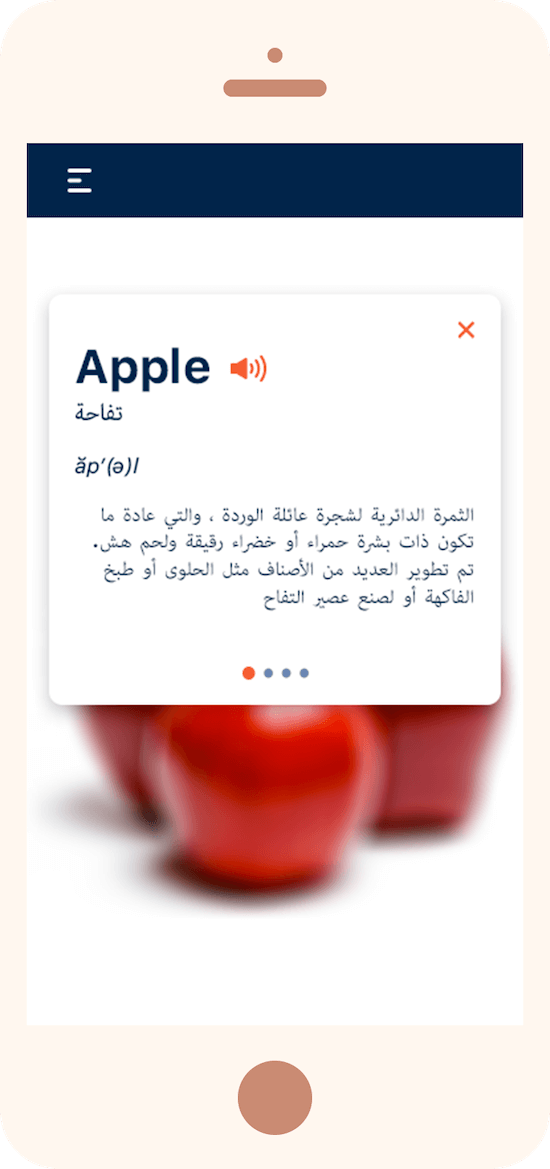 Apple
تفاحة
ăp′(ə)l
الثمرة الدائرية لشجرة عائلة الوردة ، والتي عادة ما
تكون ذات بشرة حمراء أو خضراء رقيقة ولحم هش.
تم تطوير العديد من الأصناف مثل الحلوى أو طبخ
الفاكهة أو لصنع عصير التفاح